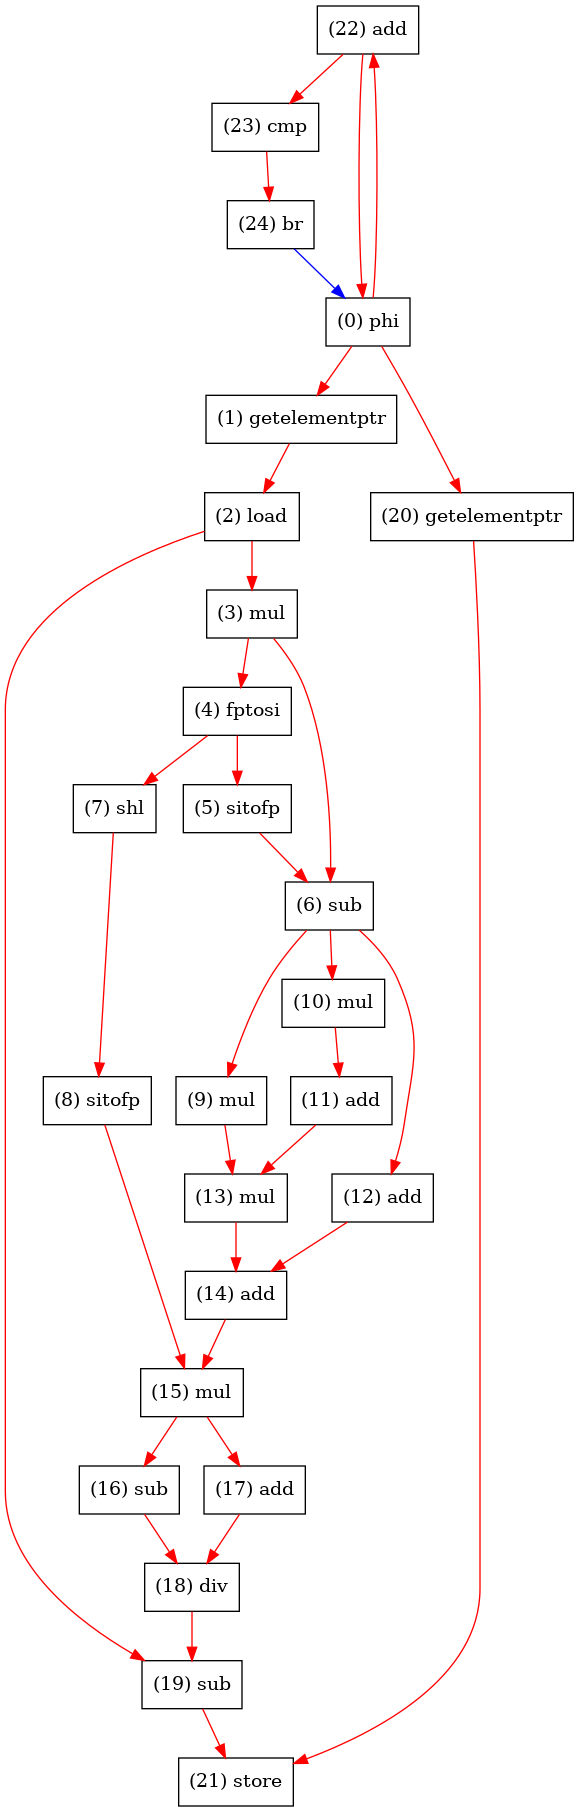 (22) add
(23) cmp
(24) br
(0) phi
(1) getelementptr
(2) load
(20) getelementptr
(3) mul
(4) fptosi
(7) shl
(5) sitofp
(6) sub
(10) mul
(8) sitofp
(9) mul
(11) add
(13) mul
(12) add
(14) add
(15) mul
(16) sub
(17) add
(18) div
(19) sub
(21) store